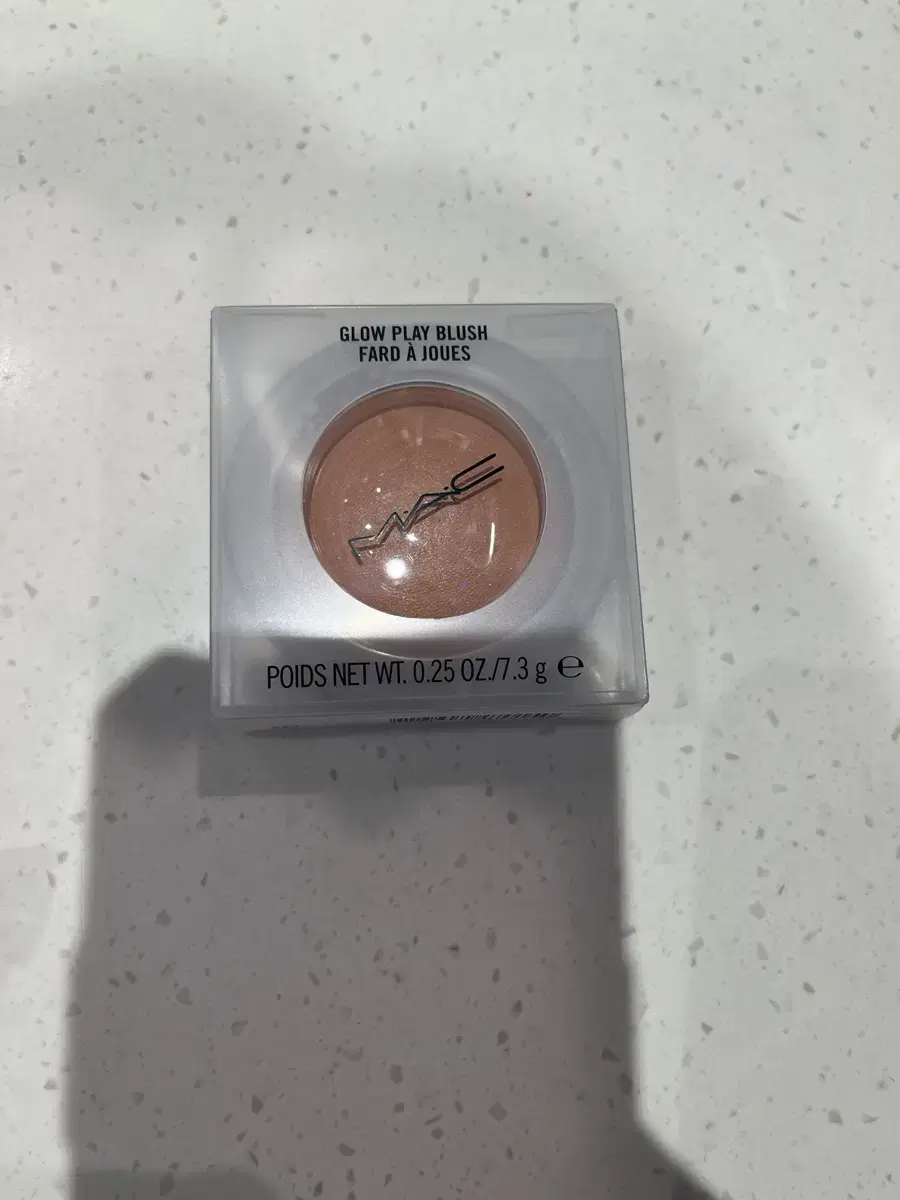 GLOW PLAY BLUSH
FARD À JOUES
M·A·C
POIDS NET WT. 0.25 OZ./7.3 g ℮